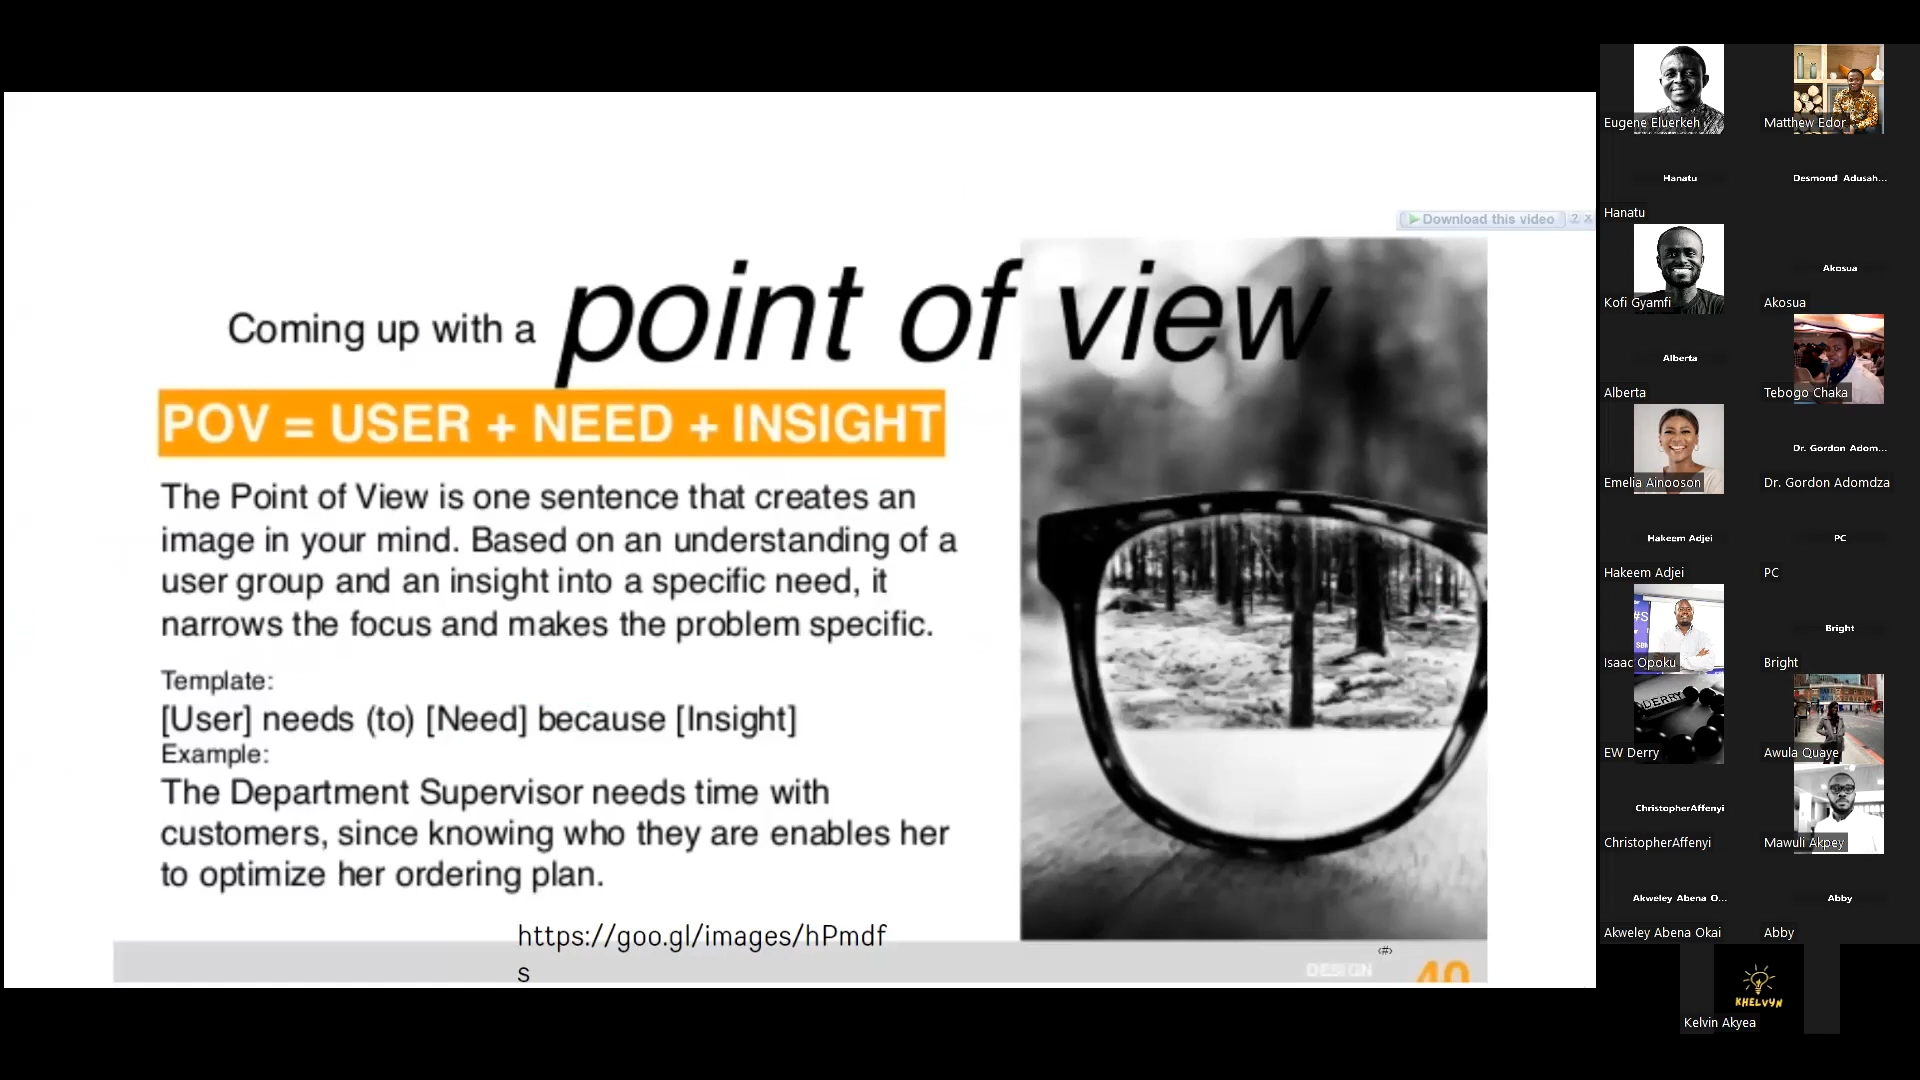 Download this video
2 x
Coming up with a point of view
POV = USER + NEED + INSIGHT
The Point of View is one sentence that creates an
image in your mind. Based on an understanding of a
user group and an insight into a specific need, it
narrows the focus and makes the problem specific.
Template:
[User] needs (to) [Need] because [Insight]
Example:
The Department Supervisor needs time with
customers, since knowing who they are enables her
to optimize her ordering plan.
https://goo.gl/images/hPmdf
s
‹#›
DESIGN
40
Eugene Eluerkeh
Matthew Edor
Hanatu
Desmond Adusah...
Hanatu
Kofi Gyamfi
Akosua
Akosua
Alberta
Alberta
Tebogo Chaka
Emelia Ainooson
Dr. Gordon Adom...
Dr. Gordon Adomdza
Hakeem Adjei
PC
Hakeem Adjei
PC
#S
Isaac Opoku
Bright
Bright
DERRY
EW Derry
Awula Quaye
ChristopherAffenyi
ChristopherAffenyi
Mawuli Akpey
Akweley Abena O...
Abby
Akweley Abena Okai
Abby
KHELVYN
Kelvin Akyea